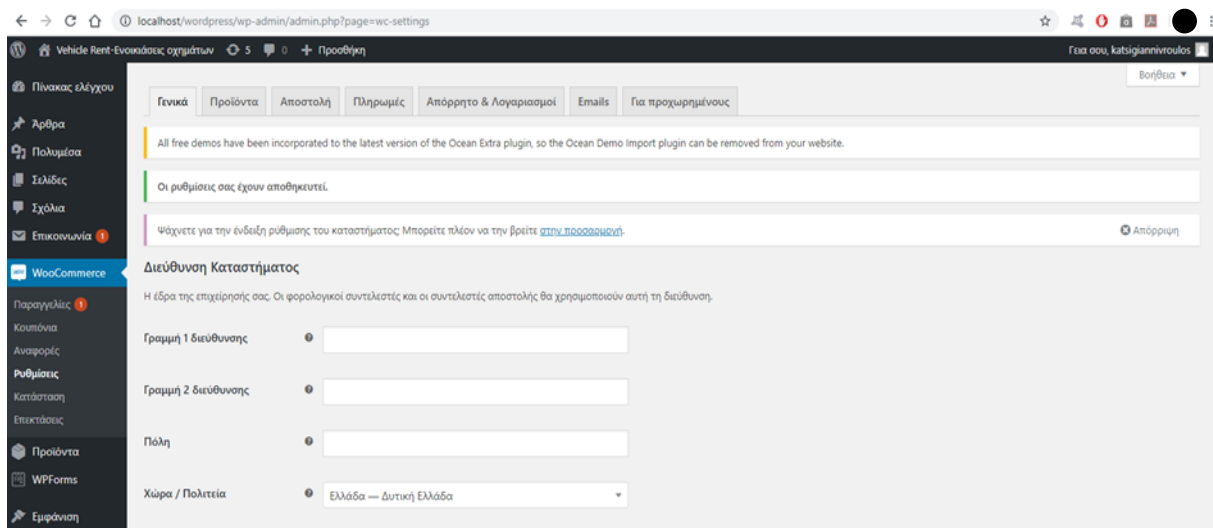 localhost/wordpress/wp-admin/admin.php?page=wc-settings
Vehicle Rent-Ενοικιάσεις οχημάτων 5 0 + Προσθήκη Γεια σου, katsigiannivroulos
Βοήθεια
Πίνακας ελέγχου
Άρθρα
Πολυμέσα
Σελίδες
Σχόλια
Επικοινωνία 1
WooCommerce
Παραγγελίες 1
Κουπόνια
Αναφορές
Ρυθμίσεις
Κατάσταση
Επεκτάσεις
Προϊόντα
WPForms
Εμφάνιση
Γενικά Προϊόντα Αποστολή Πληρωμές Απόρρητο & Λογαριασμοί Emails Για προχωρημένους
All free demos have been incorporated to the latest version of the Ocean Extra plugin, so the Ocean Demo Import plugin can be removed from your website.
Οι ρυθμίσεις σας έχουν αποθηκευτεί.
Ψάχνετε για την ένδειξη ρύθμισης του καταστήματος; Μπορείτε πλέον να την βρείτε στην προσαρμογή. Απόρριψη
Διεύθυνση Καταστήματος
Η έδρα της επιχείρησής σας. Οι φορολογικοί συντελεστές και οι συντελεστές αποστολής θα χρησιμοποιούν αυτή τη διεύθυνση.
Γραμμή 1 διεύθυνσης
Γραμμή 2 διεύθυνσης
Πόλη
Χώρα / Πολιτεία Ελλάδα — Δυτική Ελλάδα